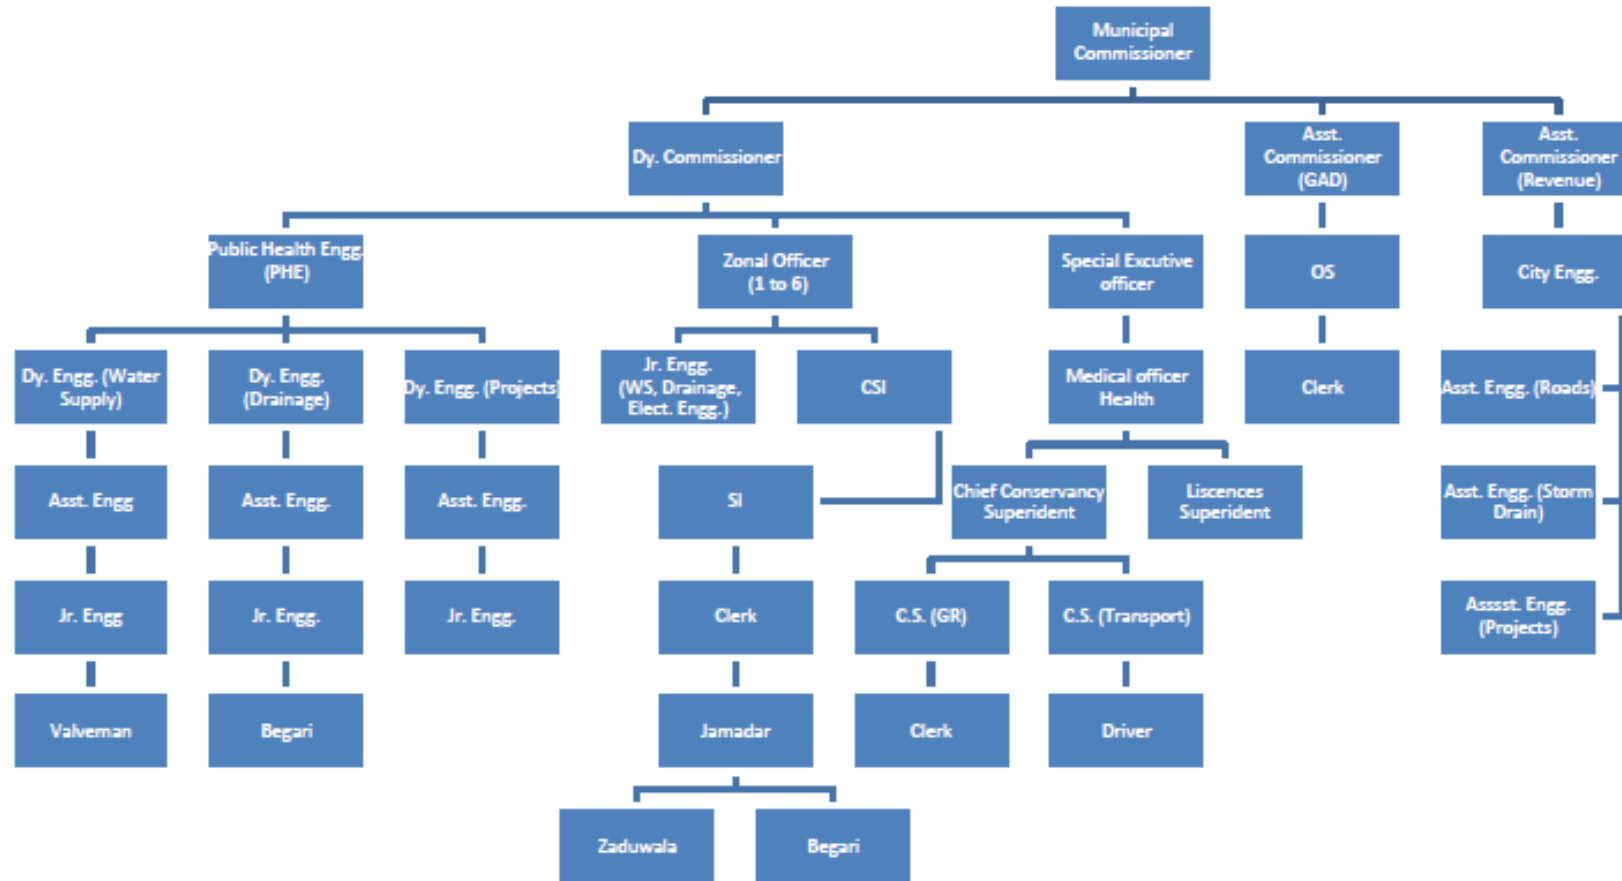 Municipal
Commissioner
Dy. Commissioner
Asst.
Commissioner
(GAD)
Asst.
Commissioner
(Revenue)
Public Health Engg.
(PHE)
Zonal Officer
(1 to 6)
Special Excutive
officer
OS
City Engg.
Dy. Engg. (Water
Supply)
Dy. Engg.
(Drainage)
Dy. Engg. (Projects)
Jr. Engg.
(WS, Drainage,
Elect. Engg.)
CSI
Medical officer
Health
Clerk
Asst. Engg. (Roads)
Asst. Engg
Asst. Engg.
Asst. Engg.
SI
Chief Conservancy
Superident
Liscences
Superident
Asst. Engg. (Storm
Drain)
Jr. Engg
Jr. Engg.
Jr. Engg.
Clerk
C.S. (GR)
C.S. (Transport)
Asssst. Engg.
(Projects)
Valveman
Begari
Jamadar
Clerk
Driver
Zaduwala
Begari